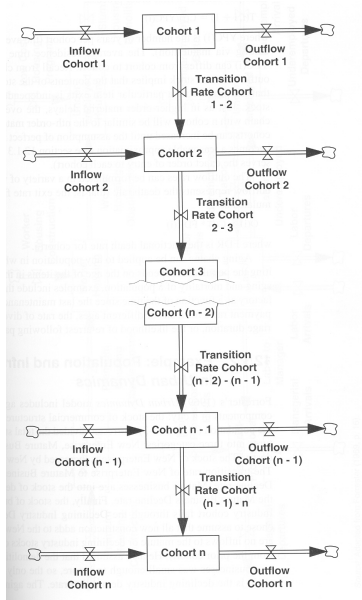 Cohort 1
Inflow
Cohort 1
Outflow
Cohort 1
Transition
Rate Cohort
1 - 2
Cohort 2
Inflow
Cohort 2
Outflow
Cohort 2
Transition
Rate Cohort
2 - 3
Cohort 3
Cohort (n - 2)
Transition
Rate Cohort
(n - 2) - (n - 1)
Cohort n - 1
Inflow
Cohort (n - 1)
Outflow
Cohort (n - 1)
Transition
Rate Cohort
(n - 1) - n
Cohort n
Inflow
Cohort n
Outflow
Cohort n